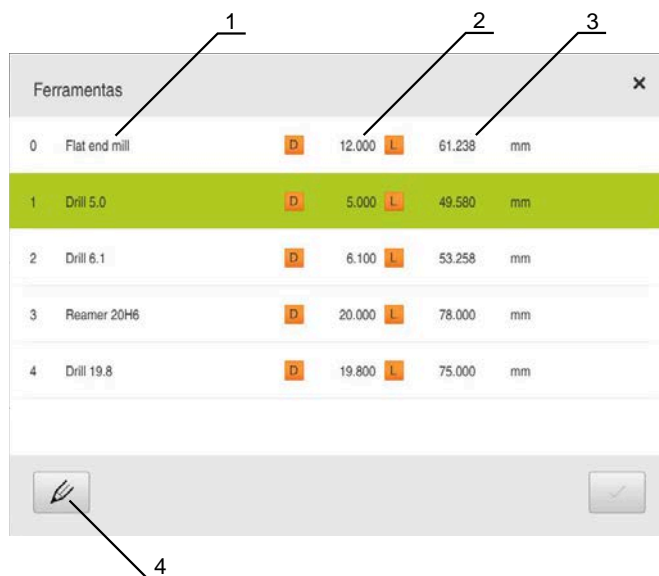 1 2 3
Ferramentas
0 Flat end mill D 12.000 L 61.238 mm
1 Drill 5.0 D 5.000 L 49.580 mm
2 Drill 6.1 D 6.100 L 53.258 mm
3 Reamer 20H6 D 20.000 L 78.000 mm
4 Drill 19.8 D 19.800 L 75.000 mm
4